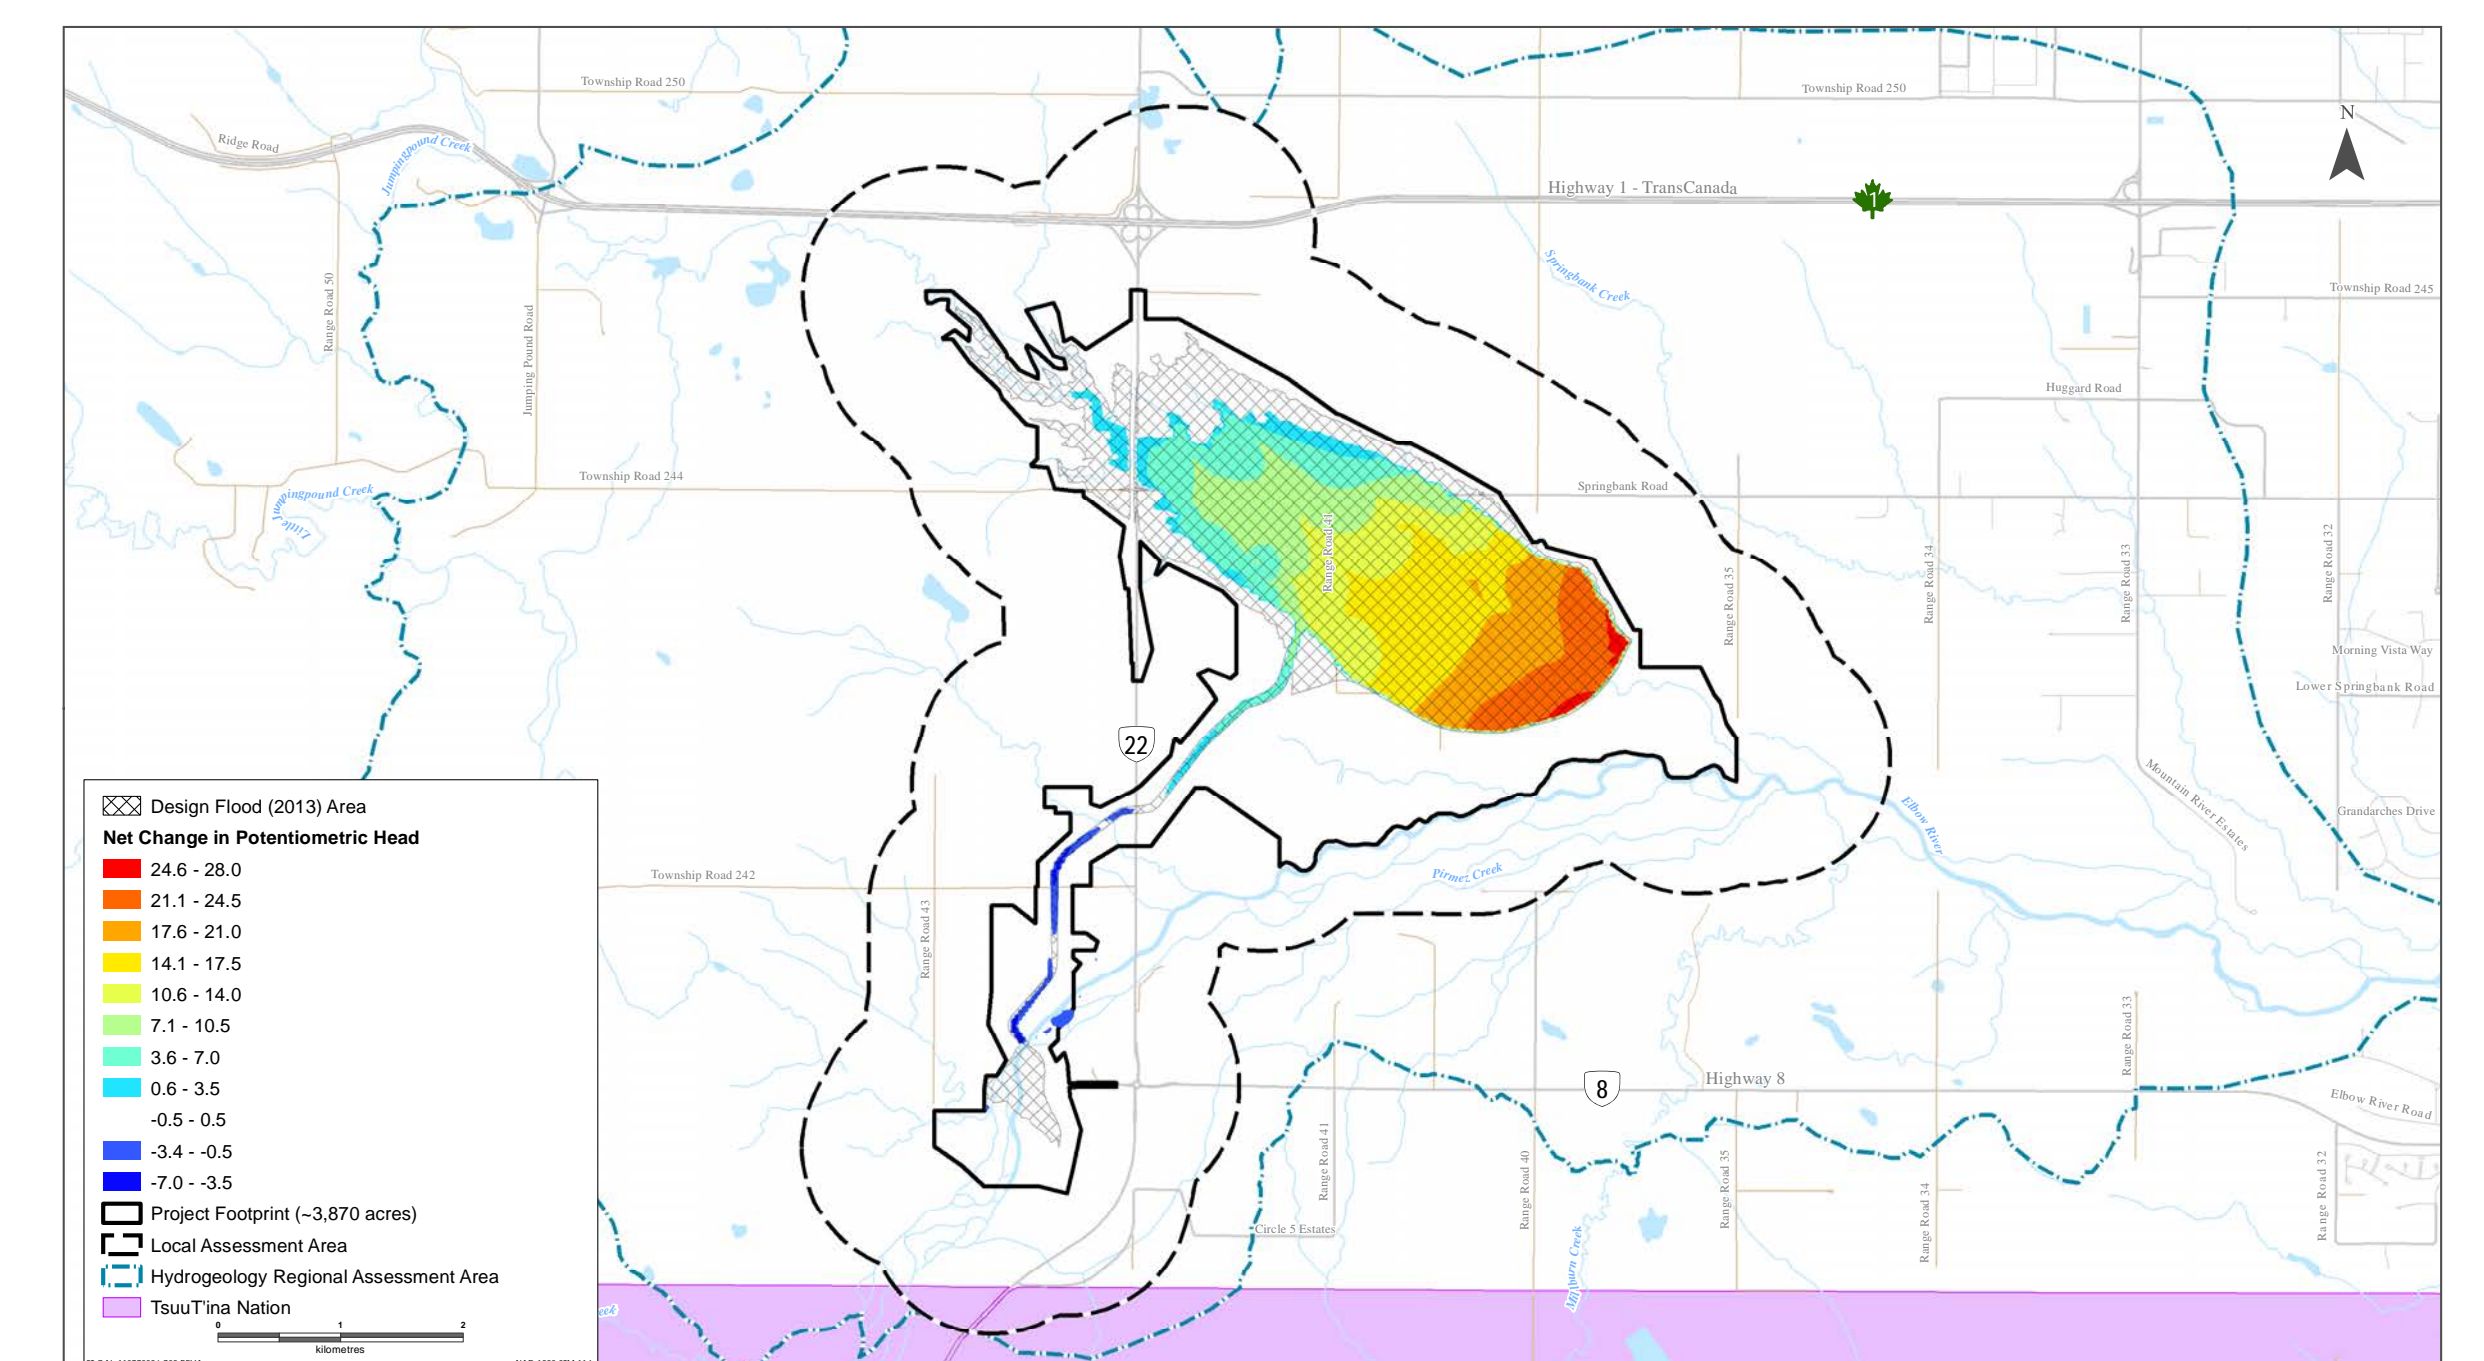 Township Road 250
Township Road 250
N
Ridge Road
Jumpingpound Creek
Highway 1 - TransCanada
1
Springbank Creek
Range Road 50
Jumping Pound Road
Township Road 245
Huggard Road
Township Road 244
Springbank Road
Little Jumpingpound Creek
Range Road 41
Range Road 35
Range Road 34
Range Road 33
Range Road 32
Morning Vista Way
Lower Springbank Road
22
Mountain River Estates
Elbow River
Grandarches Drive
Township Road 242
Pirmez Creek
Range Road 43
Range Road 33
8
Highway 8
Elbow River Road
Range Road 41
Range Road 40
Range Road 35
Range Road 34
Range Road 32
Circle 5 Estates
Millburn Creek
eek
Design Flood (2013) Area
Net Change in Potentiometric Head
24.6 - 28.0
21.1 - 24.5
17.6 - 21.0
14.1 - 17.5
10.6 - 14.0
7.1 - 10.5
3.6 - 7.0
0.6 - 3.5
-0.5 - 0.5
-3.4 - -0.5
-7.0 - -3.5
Project Footprint (~3,870 acres)
Local Assessment Area
Hydrogeology Regional Assessment Area
TsuuT'ina Nation
0 1 2
kilometres